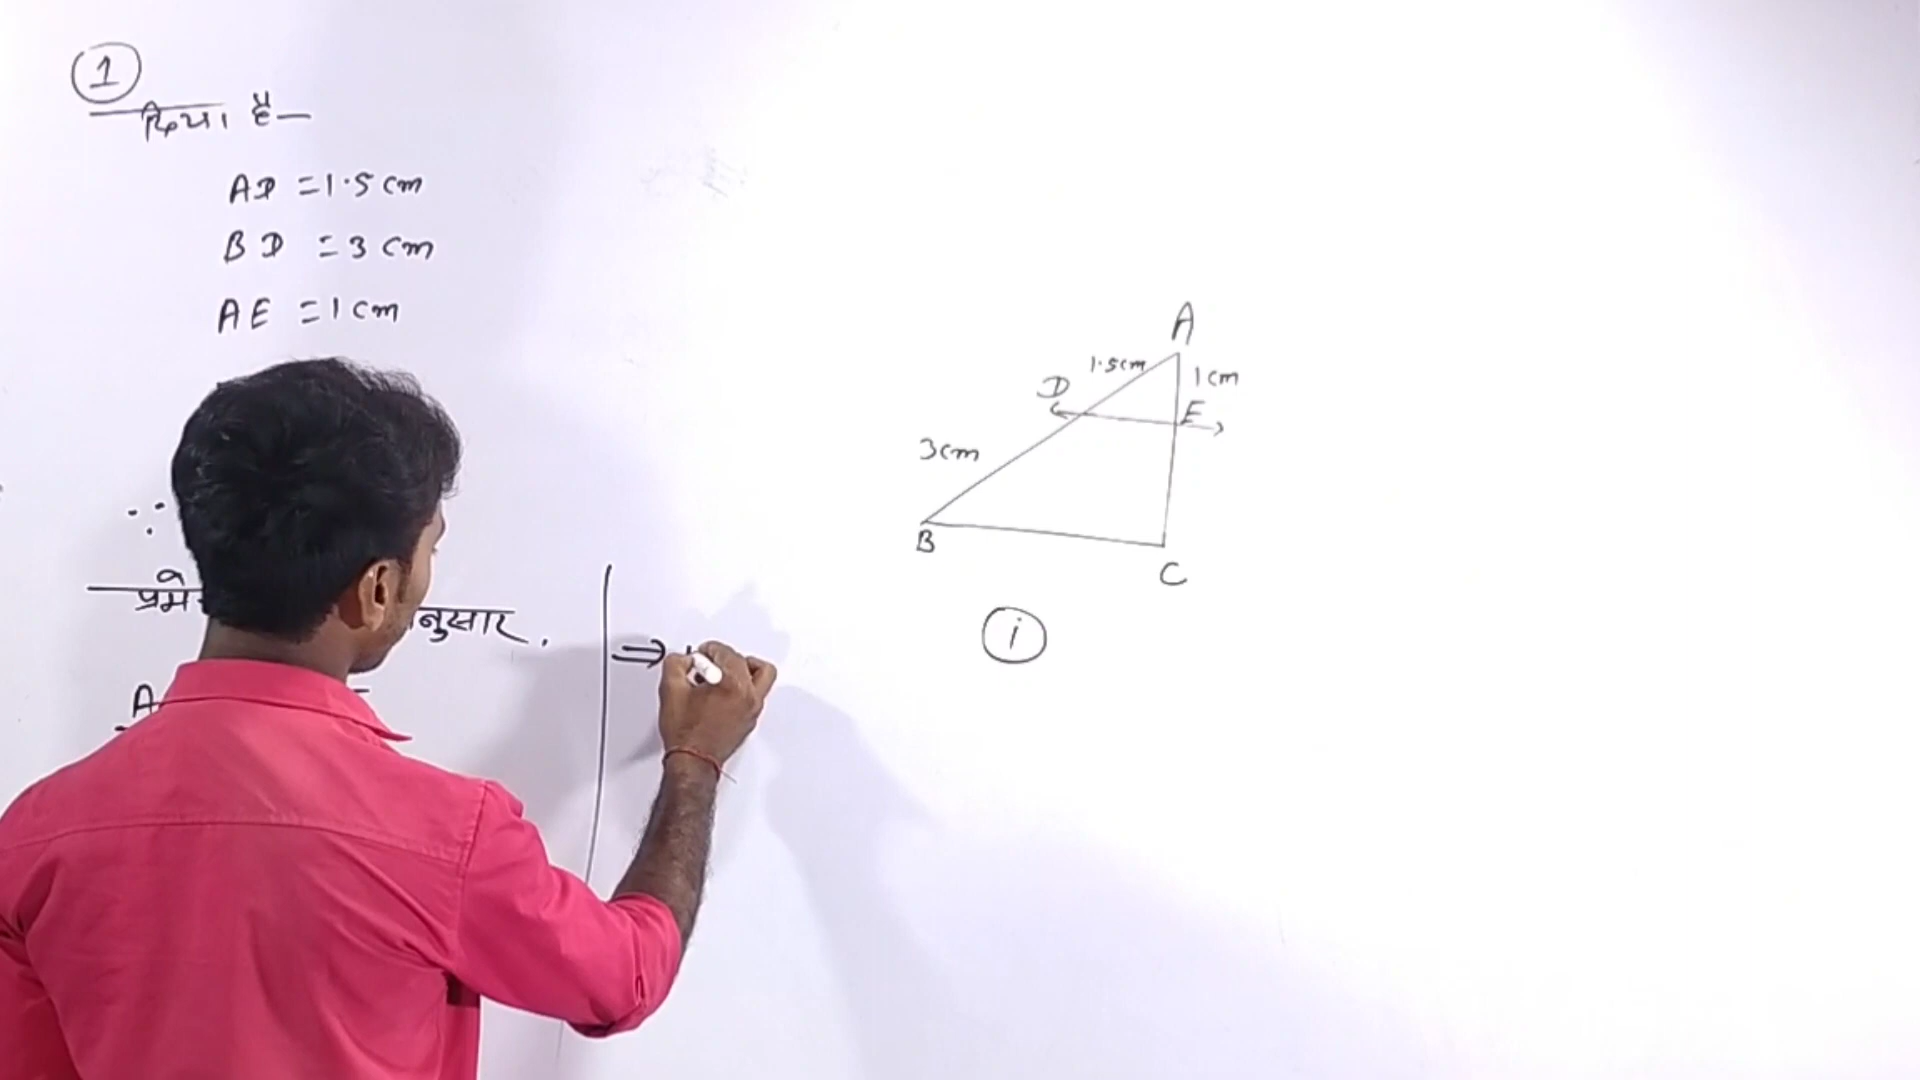 1
दिया है—
AD = 1.5 cm
BD = 3 cm
AE = 1 cm
∵
⇒
A
1.5cm
1cm
D
E
3cm
B
C
i